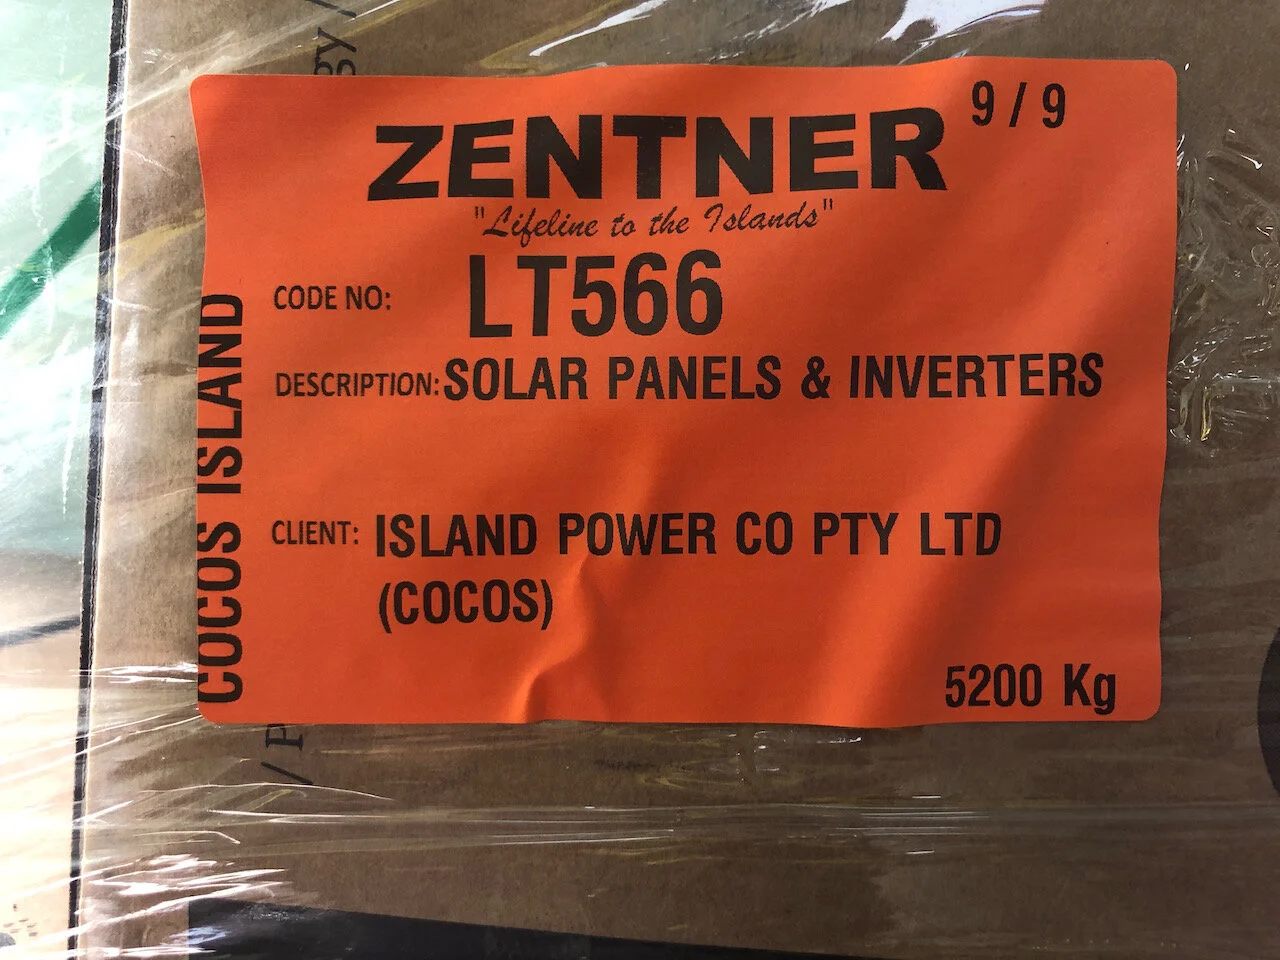 9 / 9
ZENTNER
"Lifeline to the Islands"
CODE NO: LT566
DESCRIPTION: SOLAR PANELS & INVERTERS
CLIENT: ISLAND POWER CO PTY LTD
(COCOS)
5200 Kg
COCOS ISLAND